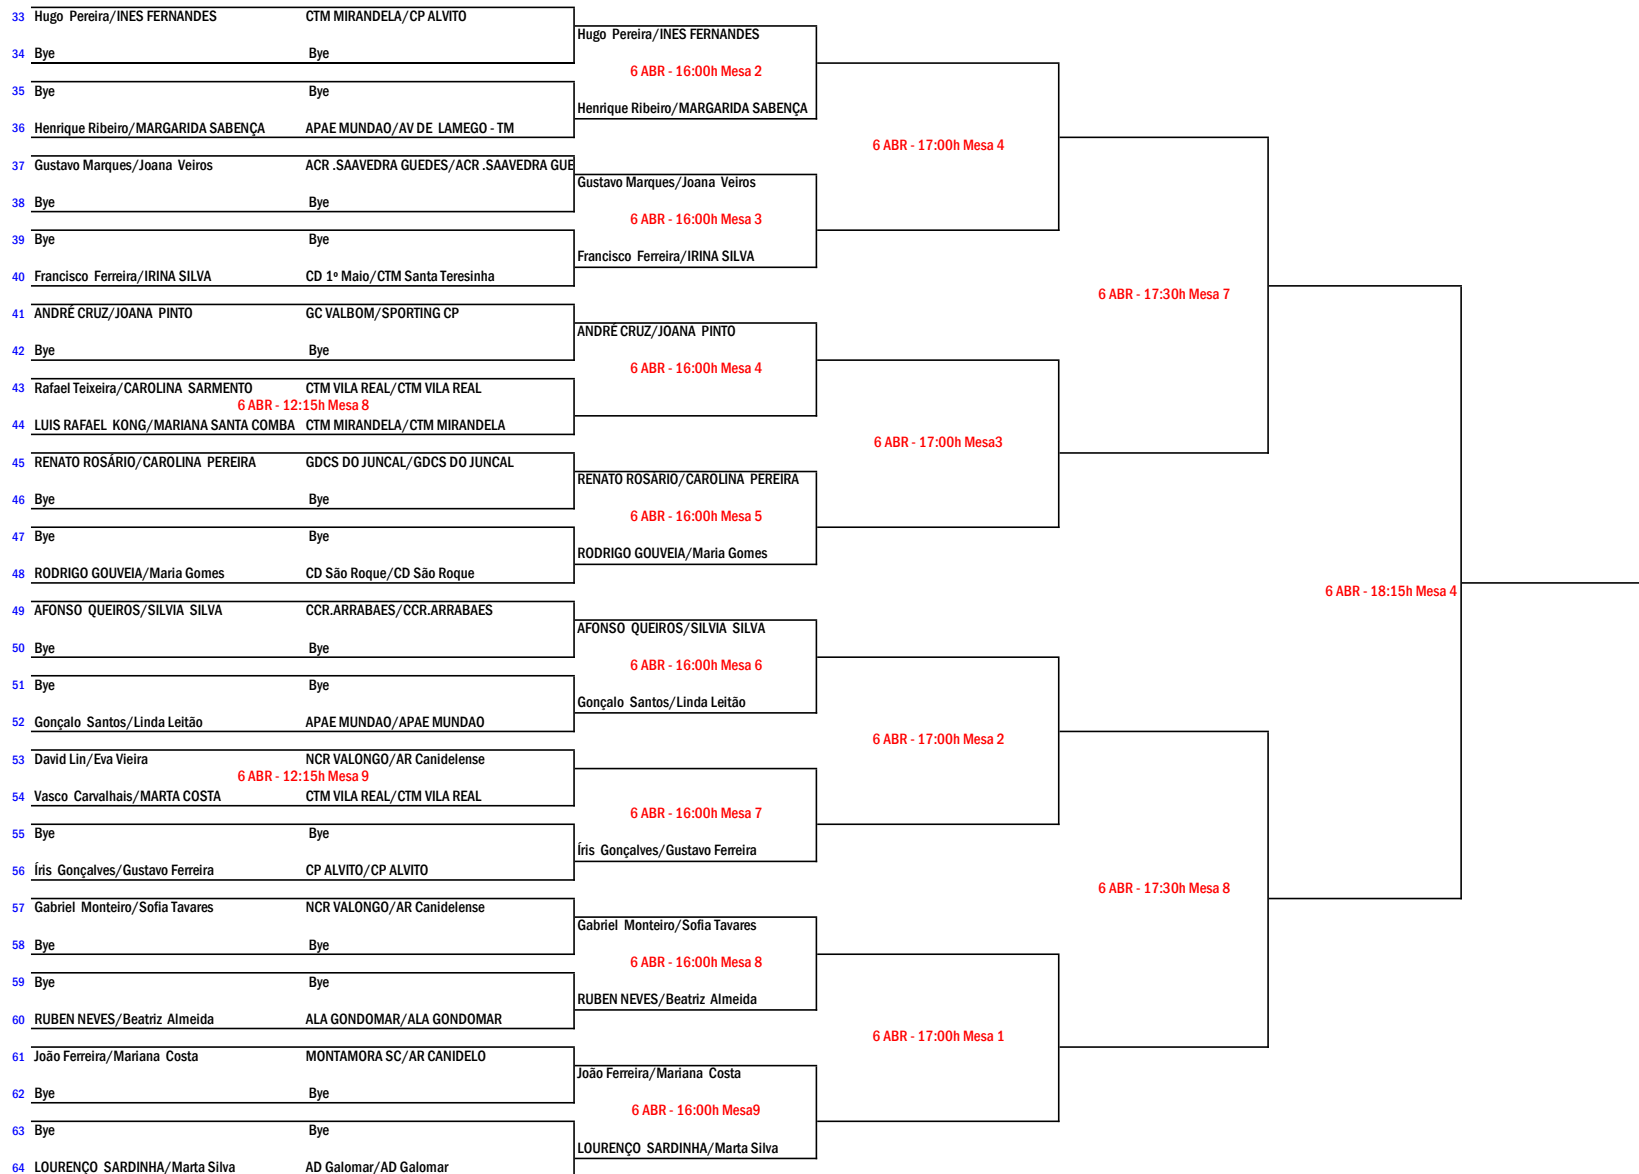 33 Hugo Pereira/INES FERNANDES CTM MIRANDELA/CP ALVITO
Hugo Pereira/INES FERNANDES
34 Bye Bye
6 ABR - 16:00h Mesa 2
35 Bye Bye
Henrique Ribeiro/MARGARIDA SABENÇA
36 Henrique Ribeiro/MARGARIDA SABENÇA APAE MUNDAO/AV DE LAMEGO - TM
6 ABR - 17:00h Mesa 4
37 Gustavo Marques/Joana Veiros ACR .SAAVEDRA GUEDES/ACR .SAAVEDRA GUE
Gustavo Marques/Joana Veiros
38 Bye Bye
6 ABR - 16:00h Mesa 3
39 Bye Bye
Francisco Ferreira/IRINA SILVA
40 Francisco Ferreira/IRINA SILVA CD 1º Maio/CTM Santa Teresinha
6 ABR - 17:30h Mesa 7
41 ANDRÉ CRUZ/JOANA PINTO GC VALBOM/SPORTING CP
ANDRÉ CRUZ/JOANA PINTO
42 Bye Bye
6 ABR - 16:00h Mesa 4
43 Rafael Teixeira/CAROLINA SARMENTO CTM VILA REAL/CTM VILA REAL
6 ABR - 12:15h Mesa 8
44 LUIS RAFAEL KONG/MARIANA SANTA COMBA CTM MIRANDELA/CTM MIRANDELA
6 ABR - 17:00h Mesa3
45 RENATO ROSÁRIO/CAROLINA PEREIRA GDCS DO JUNCAL/GDCS DO JUNCAL
RENATO ROSÁRIO/CAROLINA PEREIRA
46 Bye Bye
6 ABR - 16:00h Mesa 5
47 Bye Bye
RODRIGO GOUVEIA/Maria Gomes
48 RODRIGO GOUVEIA/Maria Gomes CD São Roque/CD São Roque
6 ABR - 18:15h Mesa 4
49 AFONSO QUEIROS/SILVIA SILVA CCR.ARRABAES/CCR.ARRABAES
AFONSO QUEIROS/SILVIA SILVA
50 Bye Bye
6 ABR - 16:00h Mesa 6
51 Bye Bye
Gonçalo Santos/Linda Leitão
52 Gonçalo Santos/Linda Leitão APAE MUNDAO/APAE MUNDAO
6 ABR - 17:00h Mesa 2
53 David Lin/Eva Vieira NCR VALONGO/AR Canidelense
6 ABR - 12:15h Mesa 9
54 Vasco Carvalhais/MARTA COSTA CTM VILA REAL/CTM VILA REAL
6 ABR - 16:00h Mesa 7
55 Bye Bye
Íris Gonçalves/Gustavo Ferreira
56 Íris Gonçalves/Gustavo Ferreira CP ALVITO/CP ALVITO
6 ABR - 17:30h Mesa 8
57 Gabriel Monteiro/Sofia Tavares NCR VALONGO/AR Canidelense
Gabriel Monteiro/Sofia Tavares
58 Bye Bye
6 ABR - 16:00h Mesa 8
59 Bye Bye
RUBEN NEVES/Beatriz Almeida
60 RUBEN NEVES/Beatriz Almeida ALA GONDOMAR/ALA GONDOMAR
6 ABR - 17:00h Mesa 1
61 João Ferreira/Mariana Costa MONTAMORA SC/AR CANIDELO
João Ferreira/Mariana Costa
62 Bye Bye
6 ABR - 16:00h Mesa9
63 Bye Bye
LOURENÇO SARDINHA/Marta Silva
64 LOURENÇO SARDINHA/Marta Silva AD Galomar/AD Galomar